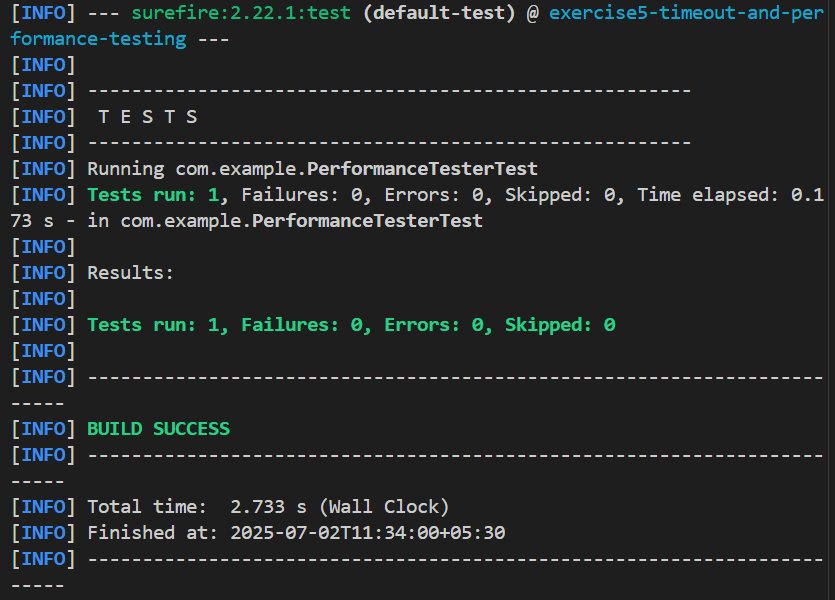 [INFO] --- surefire:2.22.1:test (default-test) @ exercise5-timeout-and-per
formance-testing ---
[INFO]
[INFO] -------------------------------------------------------
[INFO]  T E S T S
[INFO] -------------------------------------------------------
[INFO] Running com.example.PerformanceTesterTest
[INFO] Tests run: 1, Failures: 0, Errors: 0, Skipped: 0, Time elapsed: 0.1
73 s - in com.example.PerformanceTesterTest
[INFO]
[INFO] Results:
[INFO]
[INFO] Tests run: 1, Failures: 0, Errors: 0, Skipped: 0
[INFO]
[INFO] -------------------------------------------------------------------
-----
[INFO] BUILD SUCCESS
[INFO] -------------------------------------------------------------------
-----
[INFO] Total time:  2.733 s (Wall Clock)
[INFO] Finished at: 2025-07-02T11:34:00+05:30
[INFO] -------------------------------------------------------------------
-----